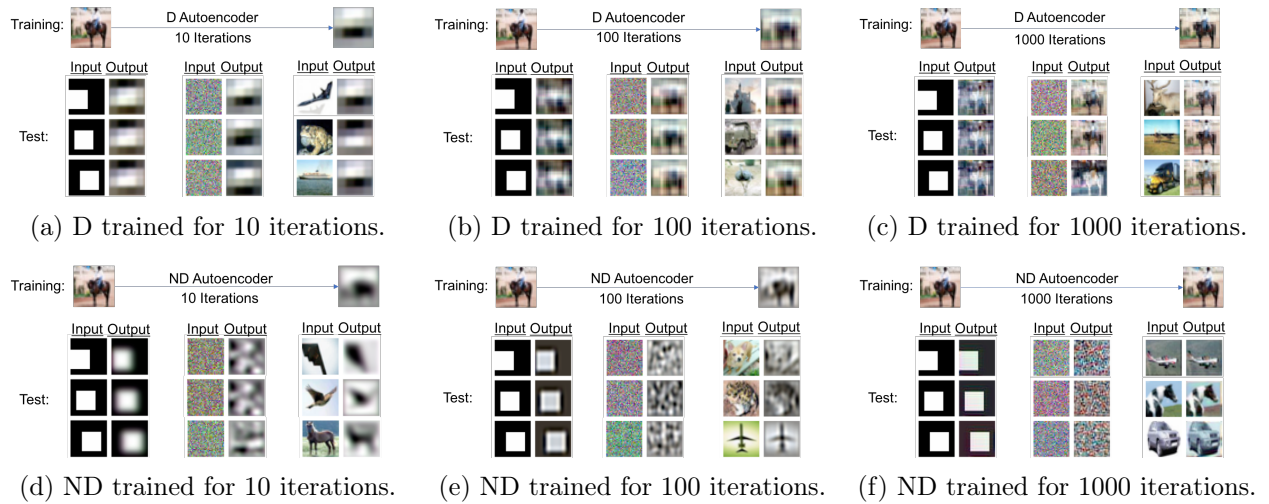 Training: D Autoencoder 10 Iterations
Input Output Input Output Input Output
Test:
(a) D trained for 10 iterations.
Training: D Autoencoder 100 Iterations
Input Output Input Output Input Output
Test:
(b) D trained for 100 iterations.
Training: D Autoencoder 1000 Iterations
Input Output Input Output Input Output
Test:
(c) D trained for 1000 iterations.
Training: ND Autoencoder 10 Iterations
Input Output Input Output Input Output
Test:
(d) ND trained for 10 iterations.
Training: ND Autoencoder 100 Iterations
Input Output Input Output Input Output
Test:
(e) ND trained for 100 iterations.
Training: ND Autoencoder 1000 Iterations
Input Output Input Output Input Output
Test:
(f) ND trained for 1000 iterations.